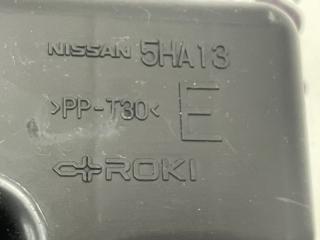 NISSAN 5HA13
>PP-T30< E
ROKI